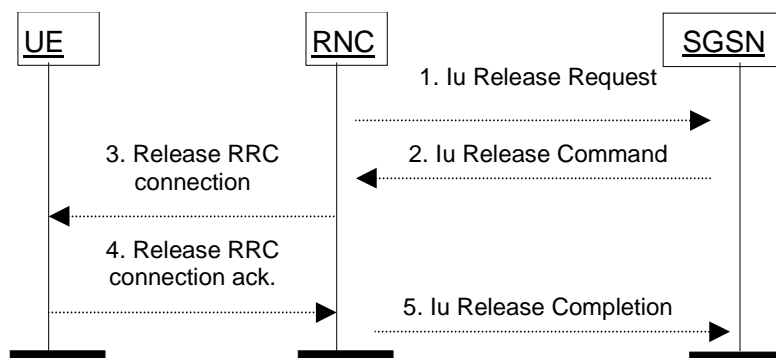 UE
RNC
SGSN
1. Iu Release Request
2. Iu Release Command
3. Release RRC
connection
4. Release RRC
connection ack.
5. Iu Release Completion